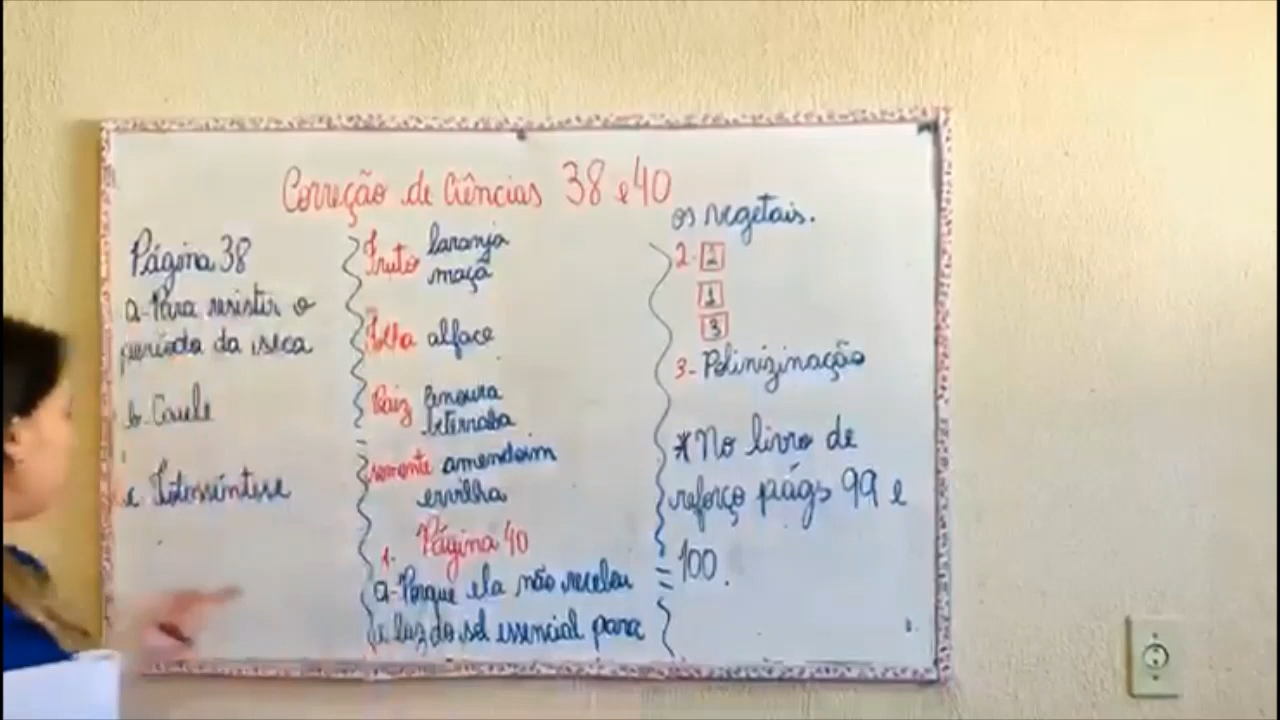 Correção de Ciências 38 e 40
Página 38
a- Para resistir o
período da seca
b- Caule
c Fotossíntese
Fruto laranja
maçã
Folha alface
Raiz cenoura
beterraba
semente amendoim
ervilha
Página 40
1.
a- Porque ela não recebeu
a luz do sol essencial para
os vegetais.
2- 2
1
3
3- Polinizinação
*No livro de
reforço págs 99 e
100.